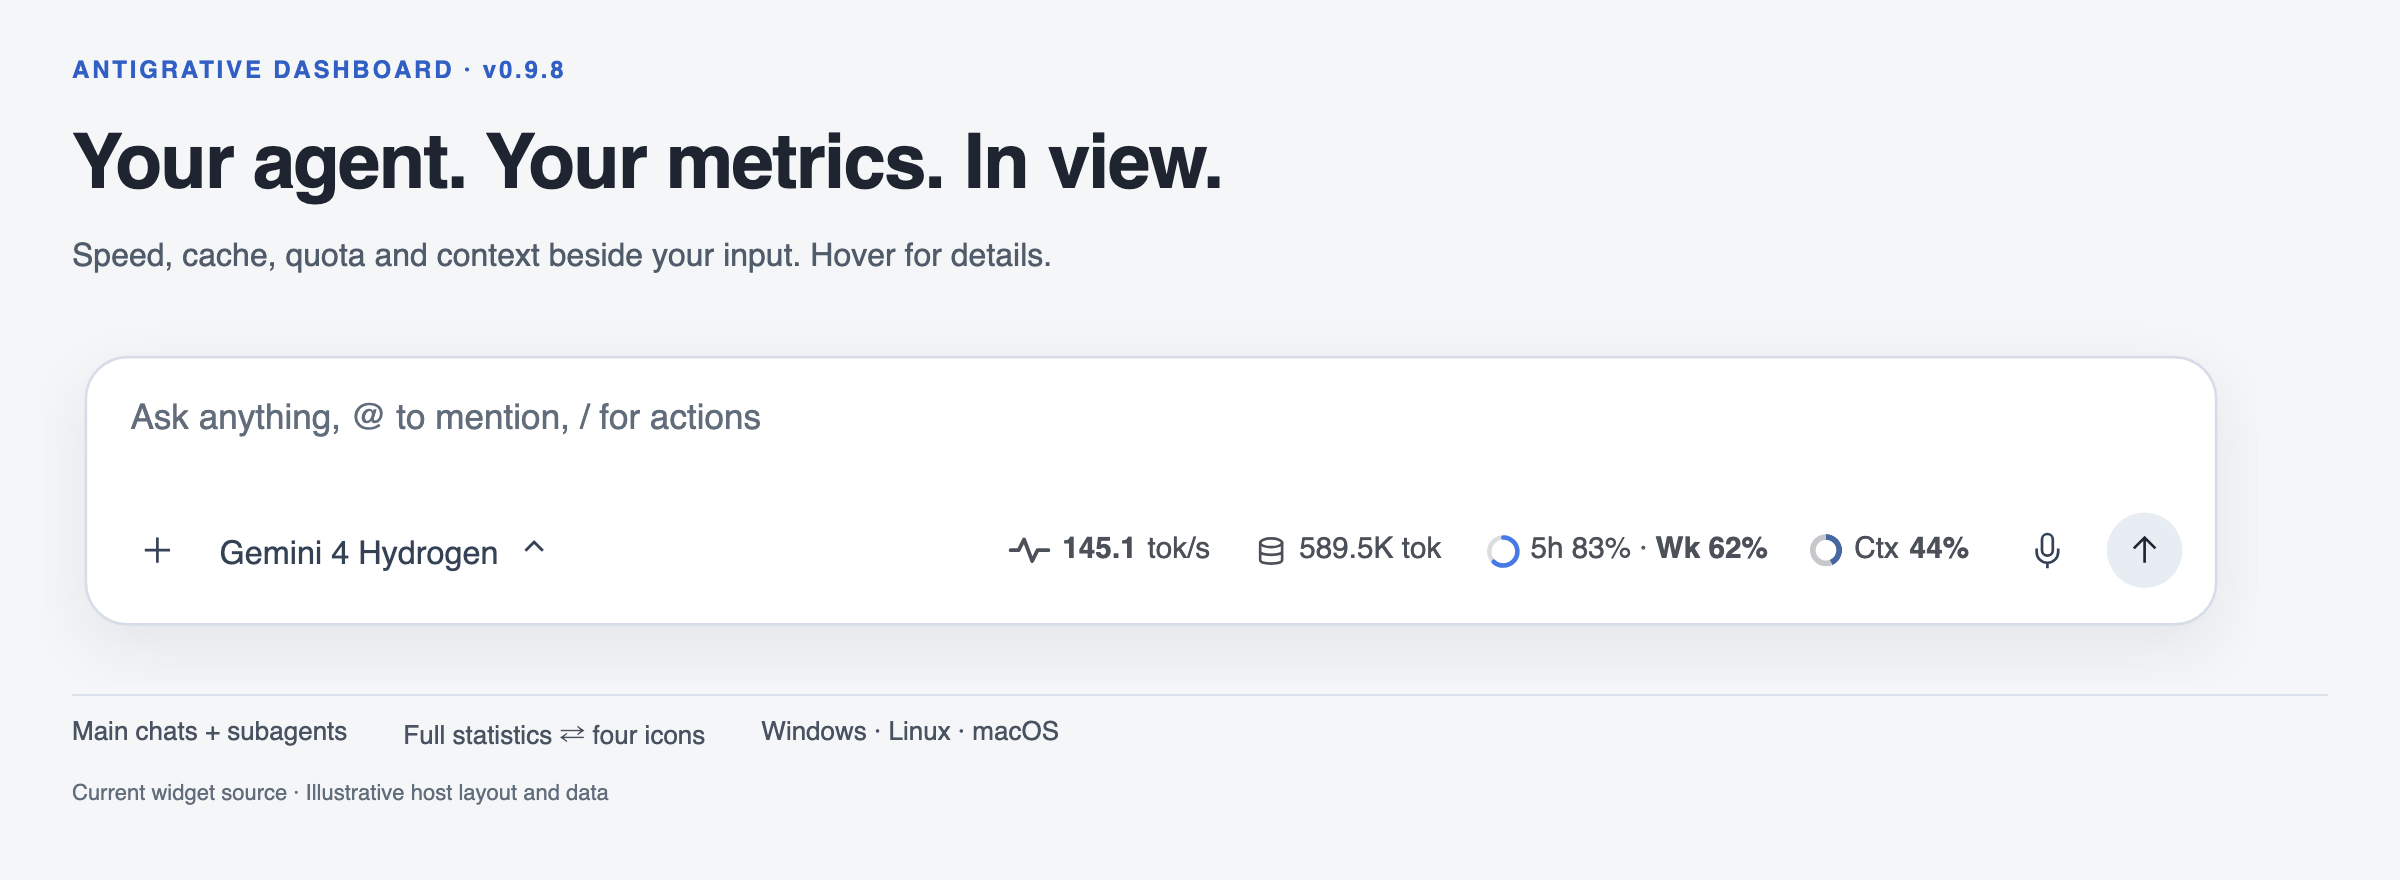 ANTIGRATIVE DASHBOARD · v0.9.8
Your agent. Your metrics. In view.
Speed, cache, quota and context beside your input. Hover for details.
Ask anything, @ to mention, / for actions
Gemini 4 Hydrogen
145.1 tok/s
589.5K tok
5h 83% · Wk 62%
Ctx 44%
Main chats + subagents
Full statistics ⇄ four icons
Windows · Linux · macOS
Current widget source · Illustrative host layout and data